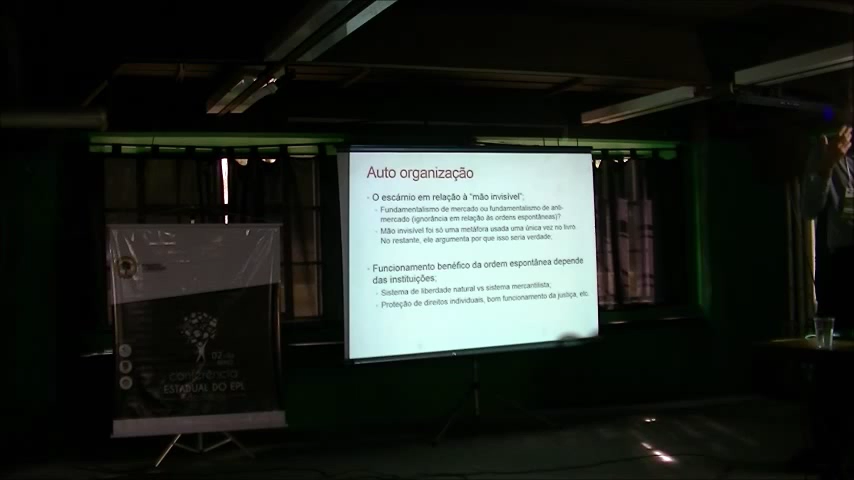 Auto organização
O escárnio em relação à "mão invisível";
Fundamentalismo de mercado ou fundamentalismo de anti-
mercado (ignorância em relação às ordens espontâneas)?
Mão invisível foi só uma metáfora usada uma única vez no livro.
No restante, ele argumenta por que isso seria verdade;
Funcionamento benéfico da ordem espontânea depende
das instituições;
Sistema de liberdade natural vs sistema mercantilista;
Proteção de direitos individuais, bom funcionamento da justiça, etc.
02 de
conferência
ESTADUAL DO EPL